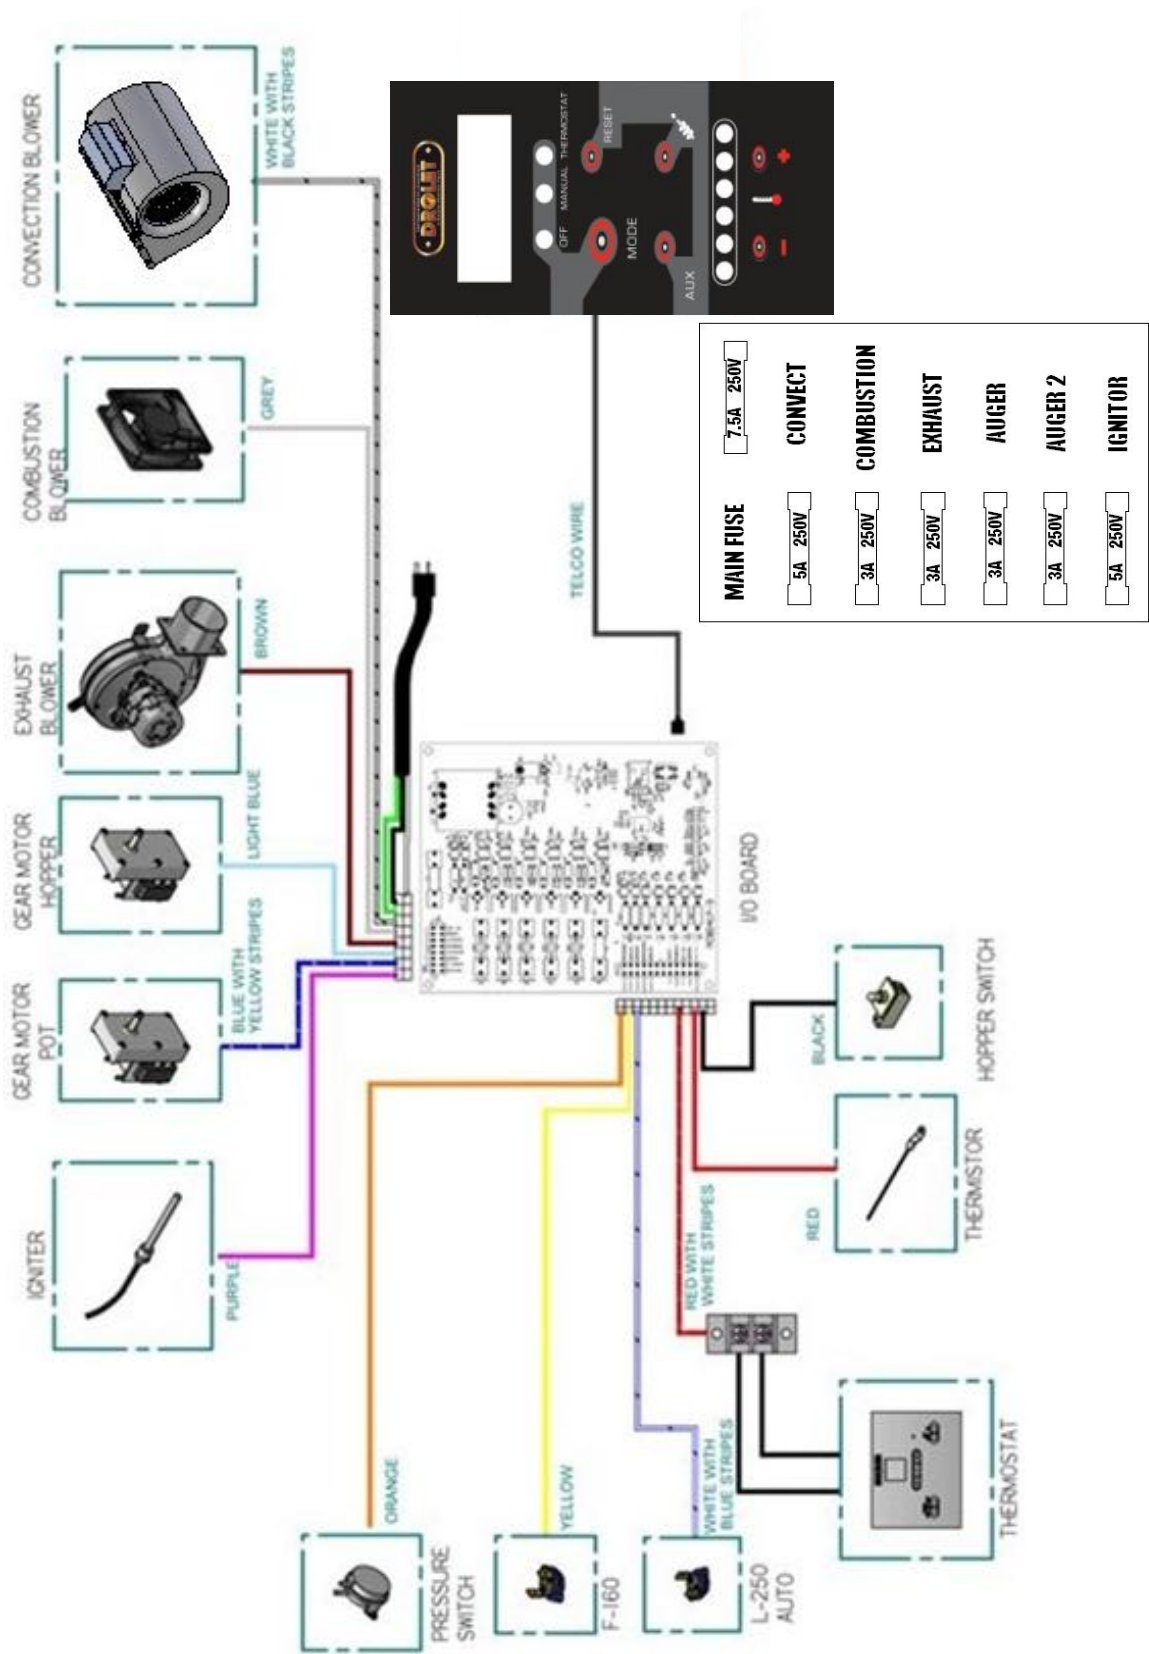 IGNITER
PURPLE
GEAR MOTOR
POT
BLUE WITH
YELLOW STRIPES
GEAR MOTOR
HOPPER
LIGHT BLUE
EXHAUST
BLOWER
BROWN
COMBUSTION
BLOWER
GREY
CONVECTION BLOWER
WHITE WITH
BLACK STRIPES
PRESSURE
SWITCH
ORANGE
F-160
YELLOW
L-250
AUTO
WHITE WITH
BLUE STRIPES
THERMOSTAT
RED WITH
WHITE STRIPES
THERMISTOR
RED
HOPPER SWITCH
BLACK
I/O BOARD
TELCO WIRE
DROLET
OFF MANUAL THERMOSTAT
MODE
RESET
AUX
- +
MAIN FUSE 7.5A 250V
5A 250V CONVECT
3A 250V COMBUSTION
3A 250V EXHAUST
3A 250V AUGER
3A 250V AUGER 2
5A 250V IGNITOR